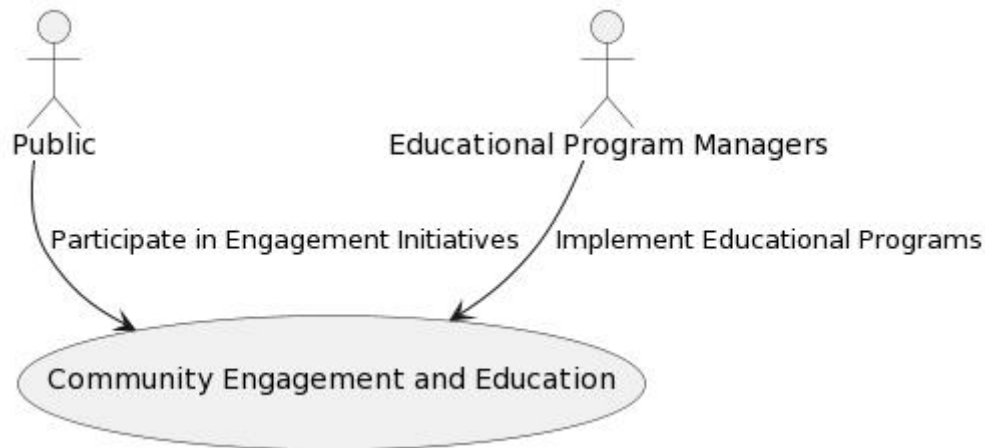 Public
Educational Program Managers
Participate in Engagement Initiatives
Implement Educational Programs
Community Engagement and Education